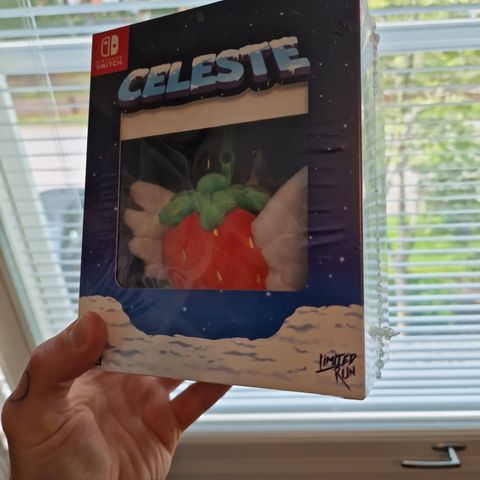 NINTENDO
SWITCH
CELESTE
LIMITED
RUN